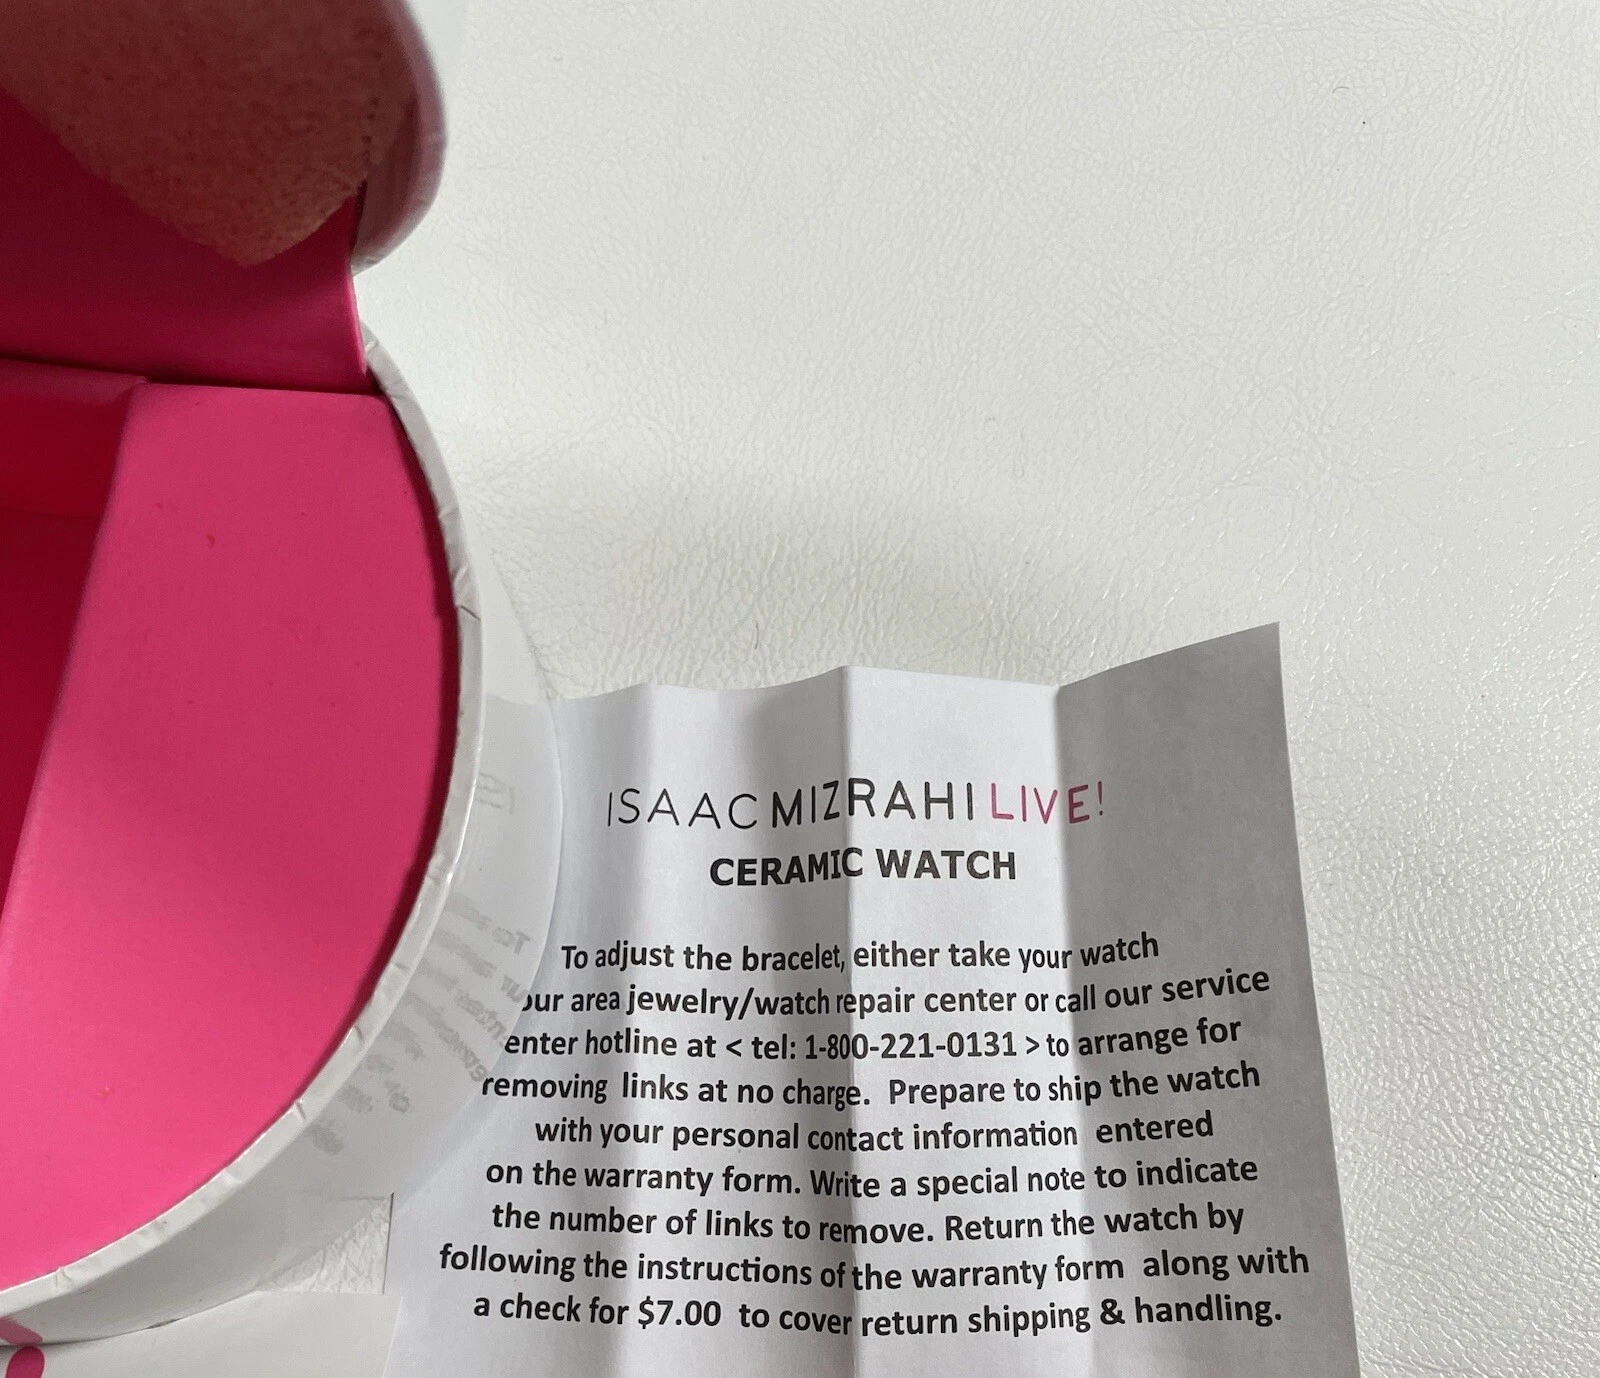 ISAAC MIZRAHI LIVE!
CERAMIC WATCH
To adjust the bracelet, either take your watch
our area jewelry/watch repair center or call our service
enter hotline at < tel: 1-800-221-0131 > to arrange for
removing links at no charge. Prepare to ship the watch
with your personal contact information entered
on the warranty form. Write a special note to indicate
the number of links to remove. Return the watch by
following the instructions of the warranty form along with
a check for $7.00 to cover return shipping & handling.